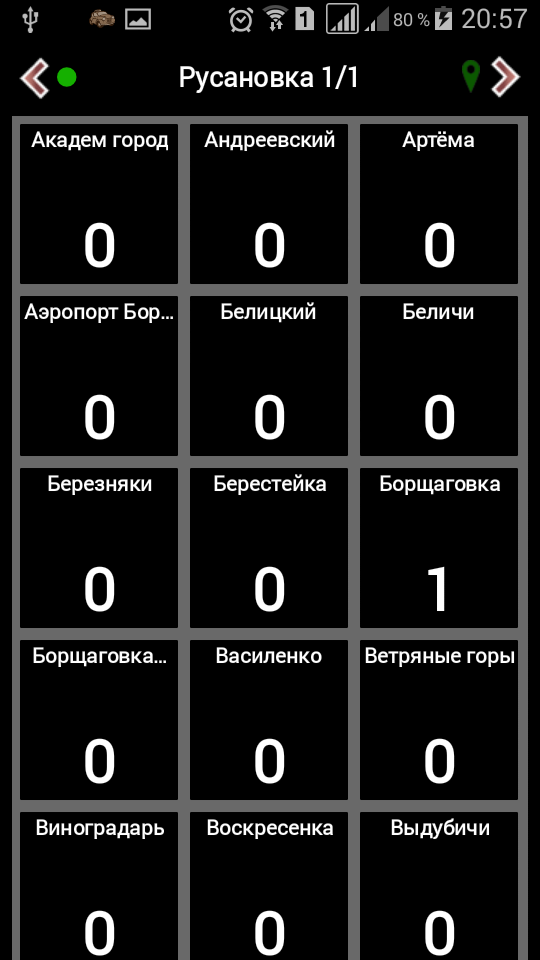 1 80 % 20:57
Русановка 1/1
Академ город Андреевский Артёма
0 0 0
Аэропорт Бор... Белицкий Беличи
0 0 0
Березняки Берестейка Борщаговка
0 0 1
Борщаговка... Василенко Ветряные горы
0 0 0
Виноградарь Воскресенка Выдубичи
0 0 0